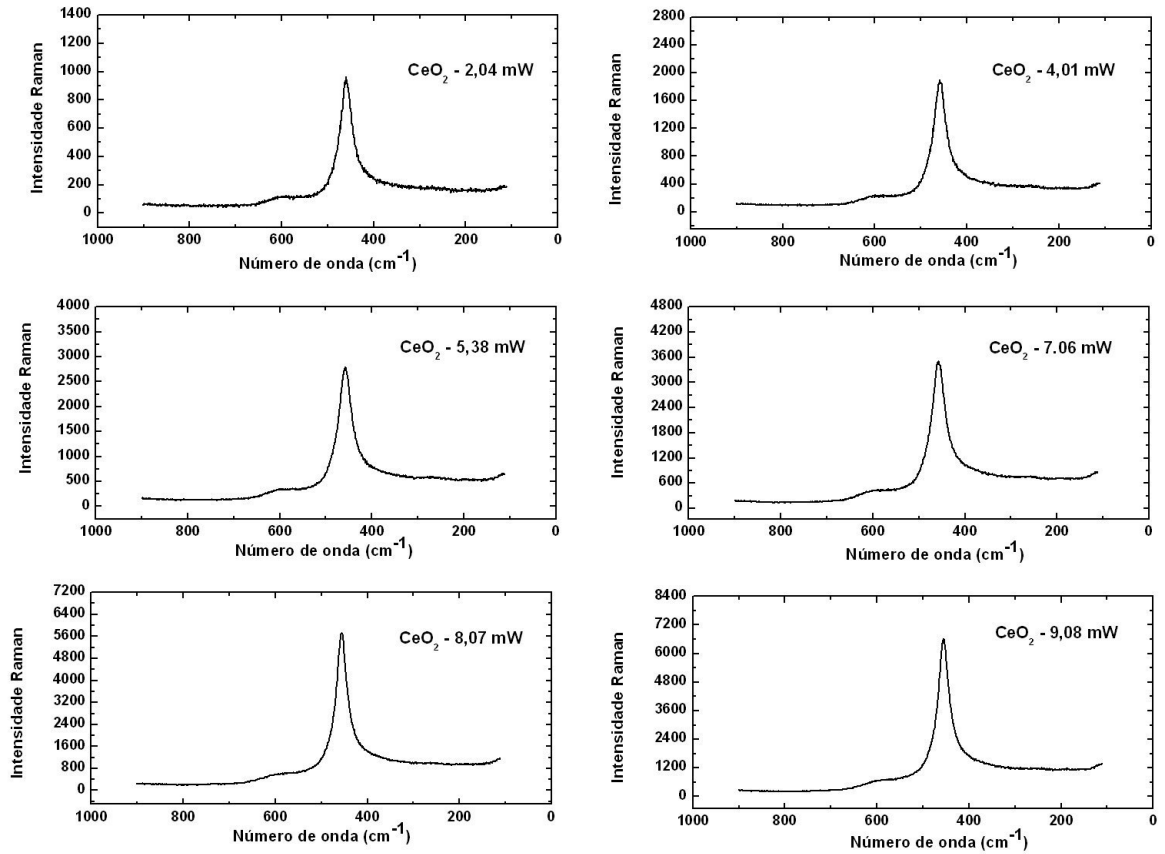 1400
1200
1000
800
600
400
200
0
Intensidade Raman
CeO2 - 2,04 mW
1000 800 600 400 200 0
Número de onda (cm-1)
2800
2400
2000
1600
1200
800
400
0
Intensidade Raman
CeO2 - 4,01 mW
1000 800 600 400 200 0
Número de onda (cm-1)
4000
3500
3000
2500
2000
1500
1000
500
0
Intensidade Raman
CeO2 - 5,38 mW
1000 800 600 400 200 0
Número de onda (cm-1)
4800
4200
3600
3000
2400
1800
1200
600
0
Intensidade Raman
CeO2 - 7.06 mW
1000 800 600 400 200 0
Número de onda (cm-1)
7200
6400
5600
4800
4000
3200
2400
1600
800
0
Intensidade Raman
CeO2 - 8,07 mW
1000 800 600 400 200 0
Número de onda (cm-1)
8400
7200
6000
4800
3600
2400
1200
0
Intensidade Raman
CeO2 - 9,08 mW
1000 800 600 400 200 0
Número de onda (cm-1)